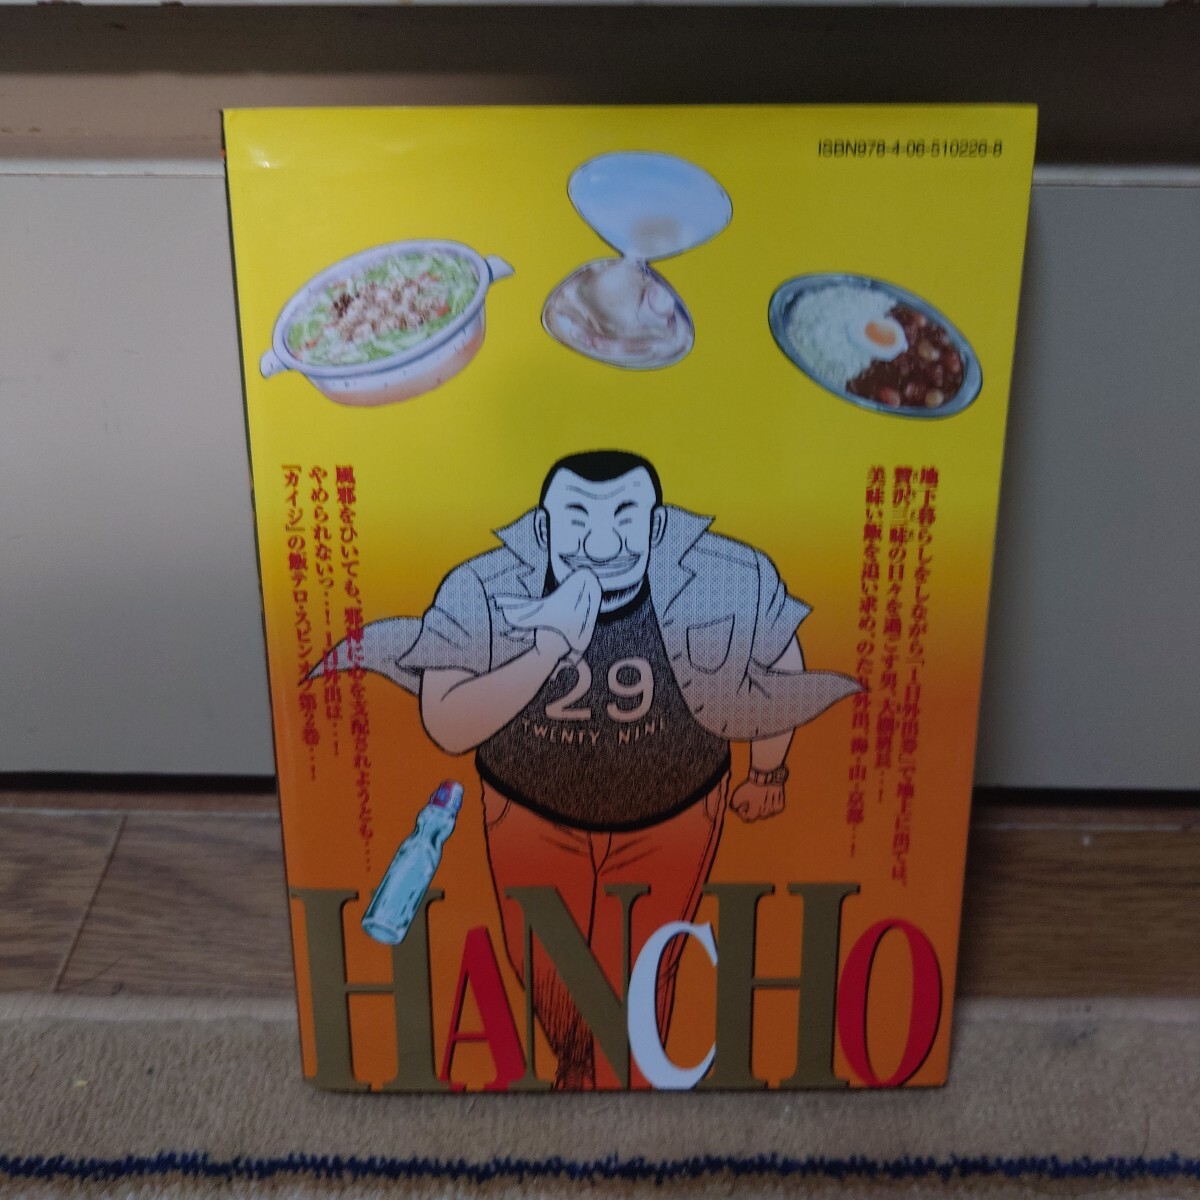 ISBN978-4-06-510226-8
地下暮らしをしながら「1日外出券」で地上に出ては、
贅沢三昧の日々を過ごす男、大槻班長…！
美味い飯を追い求め、のたり外出、海・山・京都…！
風邪をひいても、邪神に心を支配されようとも…、
やめられないっ…！1日外出は…！
『カイジ』の飯テロ・スピンオフ第2巻…！
29
TWENTY NINE
HANCHO